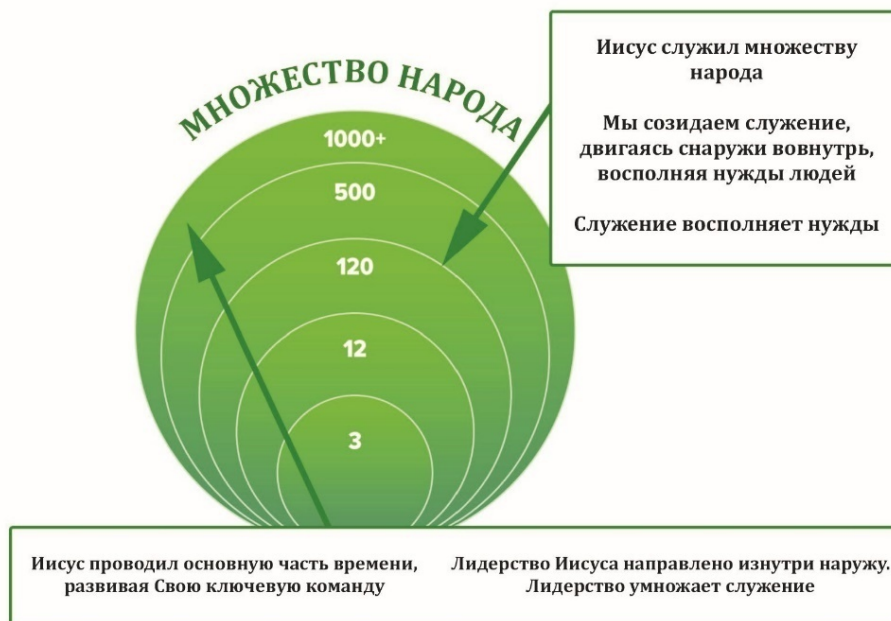 МНОЖЕСТВО НАРОДА
1000+
500
120
12
3
Иисус служил множеству
народа
Мы созидаем служение,
двигаясь снаружи вовнутрь,
восполняя нужды людей
Служение восполняет нужды
Иисус проводил основную часть времени,
развивая Свою ключевую команду
Лидерство Иисуса направлено изнутри наружу.
Лидерство умножает служение